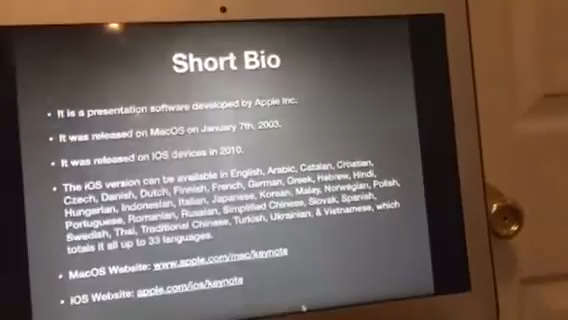 Short Bio
• It is a presentation software developed by Apple Inc.
• It was released on MacOS on January 7th, 2003.
• It was released on iOS devices in 2010.
• The iOS version can be available in English, Arabic, Catalan, Croatian,
Czech, Danish, Dutch, Finnish, French, German, Greek, Hebrew, Hindi,
Hungarian, Indonesian, Italian, Japanese, Korean, Malay, Norwegian, Polish,
Portuguese, Romanian, Russian, Simplified Chinese, Slovak, Spanish,
Swedish, Thai, Traditional Chinese, Turkish, Ukrainian, & Vietnamese, which
totals it all up to 33 languages.
• MacOS Website: www.apple.com/mac/keynote
• iOS Website: apple.com/ios/keynote